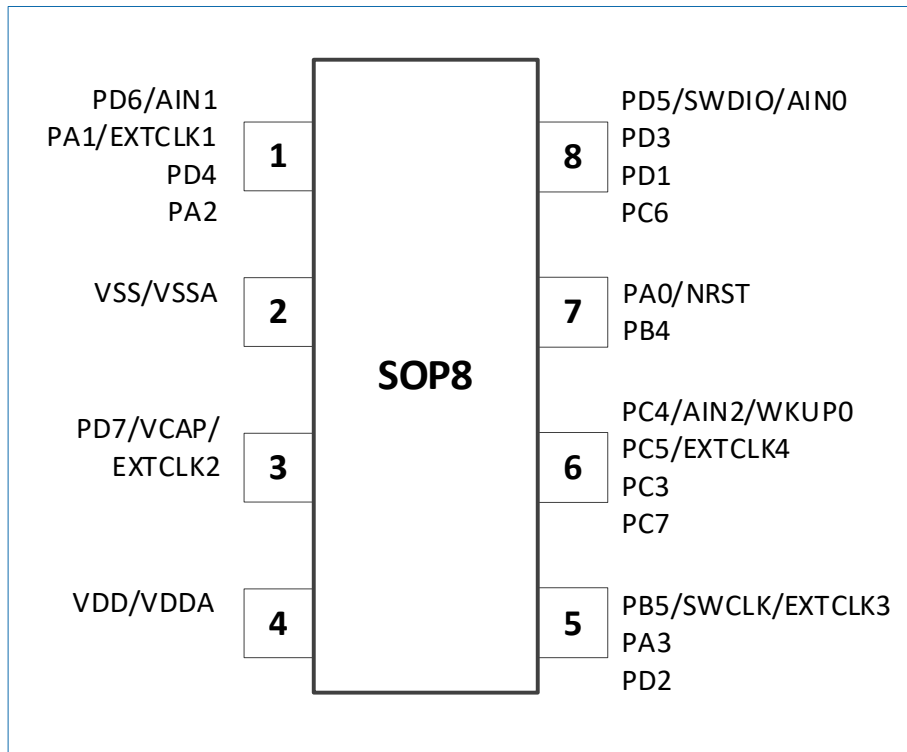 PD6/AIN1
PA1/EXTCLK1
PD4
PA2
1
VSS/VSSA
2
PD7/VCAP/
EXTCLK2
3
VDD/VDDA
4
SOP8
PD5/SWDIO/AIN0
PD3
PD1
PC6
8
PA0/NRST
PB4
7
PC4/AIN2/WKUP0
PC5/EXTCLK4
PC3
PC7
6
PB5/SWCLK/EXTCLK3
PA3
PD2
5